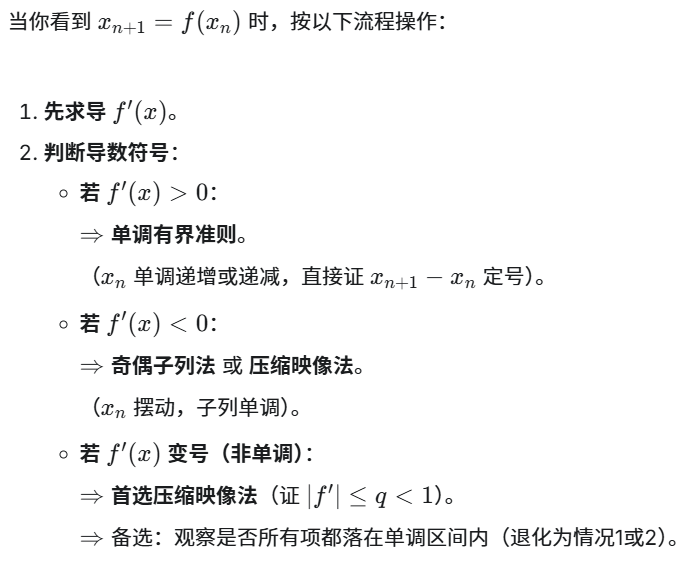 当你看到 $x_{n+1} = f(x_n)$ 时，按以下流程操作：
1. 先求导 $f'(x)$。
2. 判断导数符号：
○ 若 $f'(x) > 0$：
⇒ 单调有界准则。
（$x_n$ 单调递增或递减，直接证 $x_{n+1} - x_n$ 定号）。
○ 若 $f'(x) < 0$：
⇒ 奇偶子列法 或 压缩映像法。
（$x_n$ 摆动，子列单调）。
○ 若 $f'(x)$ 变号（非单调）：
⇒ 首选压缩映像法（证 $|f'| \leq q < 1$）。
⇒ 备选：观察是否所有项都落在单调区间内（退化为情况1或2）。